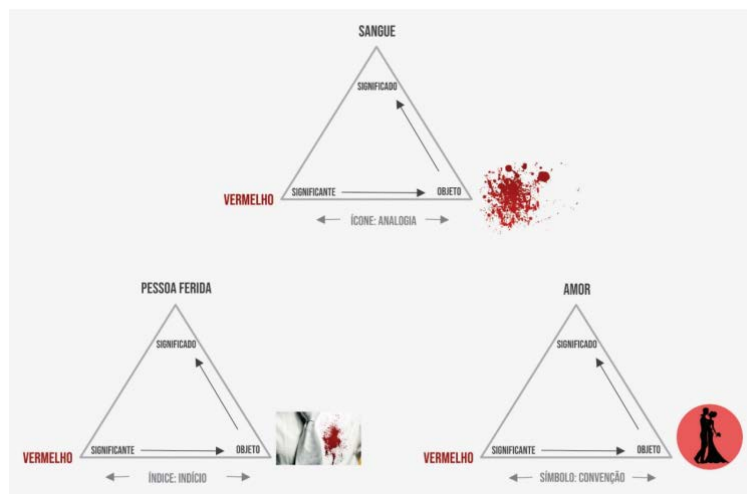 SANGUE
SIGNIFICADO
VERMELHO
SIGNIFICANTE
OBJETO
ÍCONE: ANALOGIA
PESSOA FERIDA
SIGNIFICADO
VERMELHO
SIGNIFICANTE
OBJETO
ÍNDICE: INDÍCIO
AMOR
SIGNIFICADO
VERMELHO
SIGNIFICANTE
OBJETO
SÍMBOLO: CONVENÇÃO